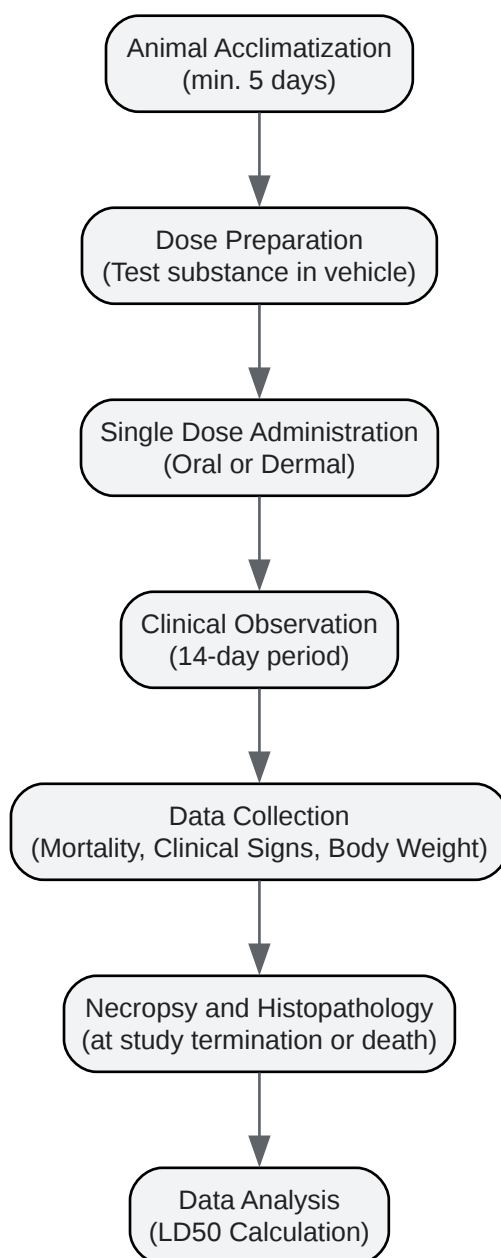 Animal Acclimatization
(min. 5 days)
Dose Preparation
(Test substance in vehicle)
Single Dose Administration
(Oral or Dermal)
Clinical Observation
(14-day period)
Data Collection
(Mortality, Clinical Signs, Body Weight)
Necropsy and Histopathology
(at study termination or death)
Data Analysis
(LD50 Calculation)